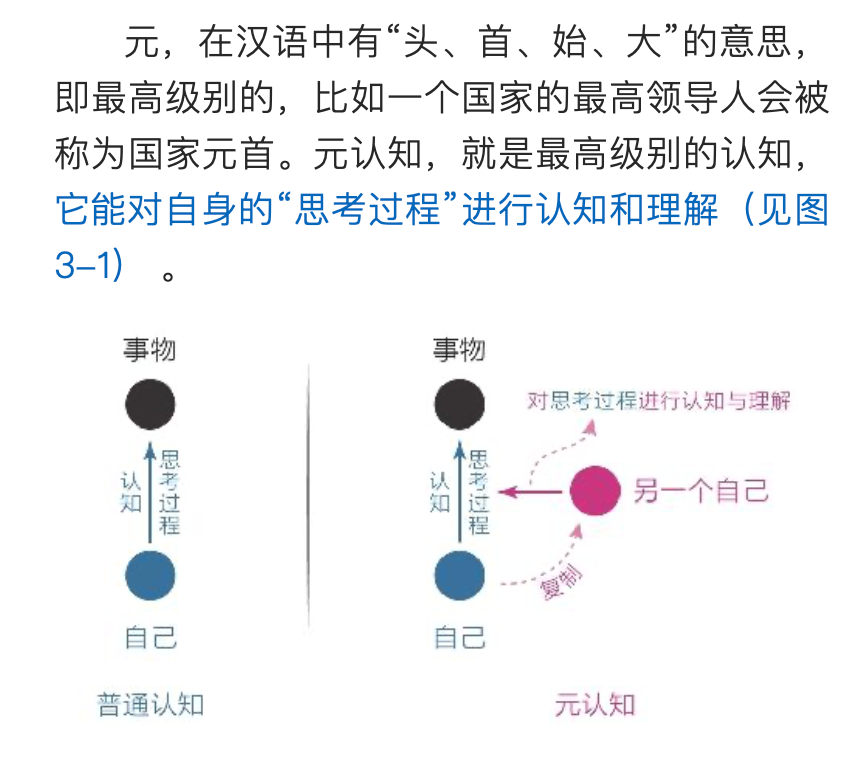 元，在汉语中有“头、首、始、大”的意思，
即最高级别的，比如一个国家的最高领导人会被
称为国家元首。元认知，就是最高级别的认知，
它能对自身的“思考过程”进行认知和理解（见图
3–1） 。
事物
认知
思考过程
自己
普通认知
事物
对思考过程进行认知与理解
认知
思考过程
另一个自己
复制
自己
元认知